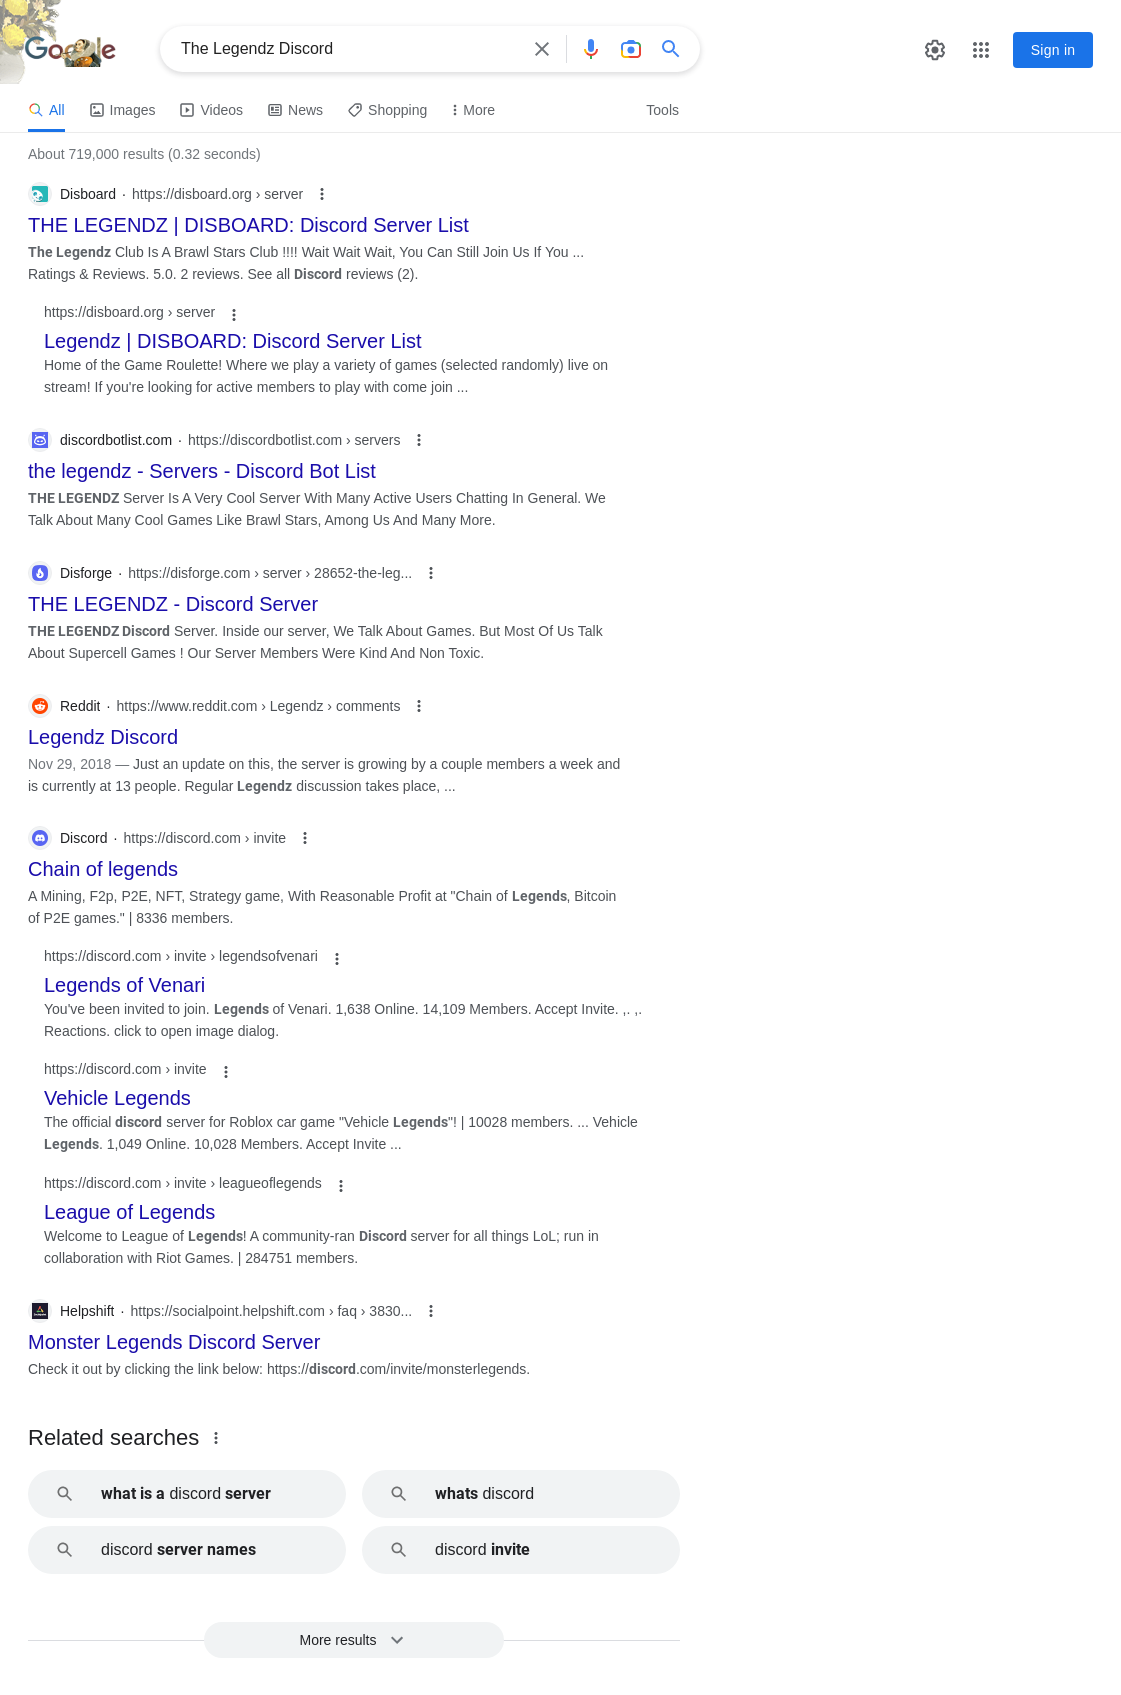 Google
The Legendz Discord
Sign in
All
Images
Videos
News
Shopping
More
Tools
About 719,000 results (0.32 seconds)
Disboard · https://disboard.org › server
THE LEGENDZ | DISBOARD: Discord Server List
The Legendz Club Is A Brawl Stars Club !!!! Wait Wait Wait, You Can Still Join Us If You ...
Ratings & Reviews. 5.0. 2 reviews. See all Discord reviews (2).
https://disboard.org › server
Legendz | DISBOARD: Discord Server List
Home of the Game Roulette! Where we play a variety of games (selected randomly) live on
stream! If you're looking for active members to play with come join ...
discordbotlist.com · https://discordbotlist.com › servers
the legendz - Servers - Discord Bot List
THE LEGENDZ Server Is A Very Cool Server With Many Active Users Chatting In General. We
Talk About Many Cool Games Like Brawl Stars, Among Us And Many More.
Disforge · https://disforge.com › server › 28652-the-leg...
THE LEGENDZ - Discord Server
THE LEGENDZ Discord Server. Inside our server, We Talk About Games. But Most Of Us Talk
About Supercell Games ! Our Server Members Were Kind And Non Toxic.
Reddit · https://www.reddit.com › Legendz › comments
Legendz Discord
Nov 29, 2018 — Just an update on this, the server is growing by a couple members a week and
is currently at 13 people. Regular Legendz discussion takes place, ...
Discord · https://discord.com › invite
Chain of legends
A Mining, F2p, P2E, NFT, Strategy game, With Reasonable Profit at "Chain of Legends, Bitcoin
of P2E games." | 8336 members.
https://discord.com › invite › legendsofvenari
Legends of Venari
You've been invited to join. Legends of Venari. 1,638 Online. 14,109 Members. Accept Invite. ,. ,.
Reactions. click to open image dialog.
https://discord.com › invite
Vehicle Legends
The official discord server for Roblox car game "Vehicle Legends"! | 10028 members. ... Vehicle
Legends. 1,049 Online. 10,028 Members. Accept Invite ...
https://discord.com › invite › leagueoflegends
League of Legends
Welcome to League of Legends! A community-ran Discord server for all things LoL; run in
collaboration with Riot Games. | 284751 members.
Helpshift · https://socialpoint.helpshift.com › faq › 3830...
Monster Legends Discord Server
Check it out by clicking the link below: https://discord.com/invite/monsterlegends.
Related searches
what is a discord server
whats discord
discord server names
discord invite
More results